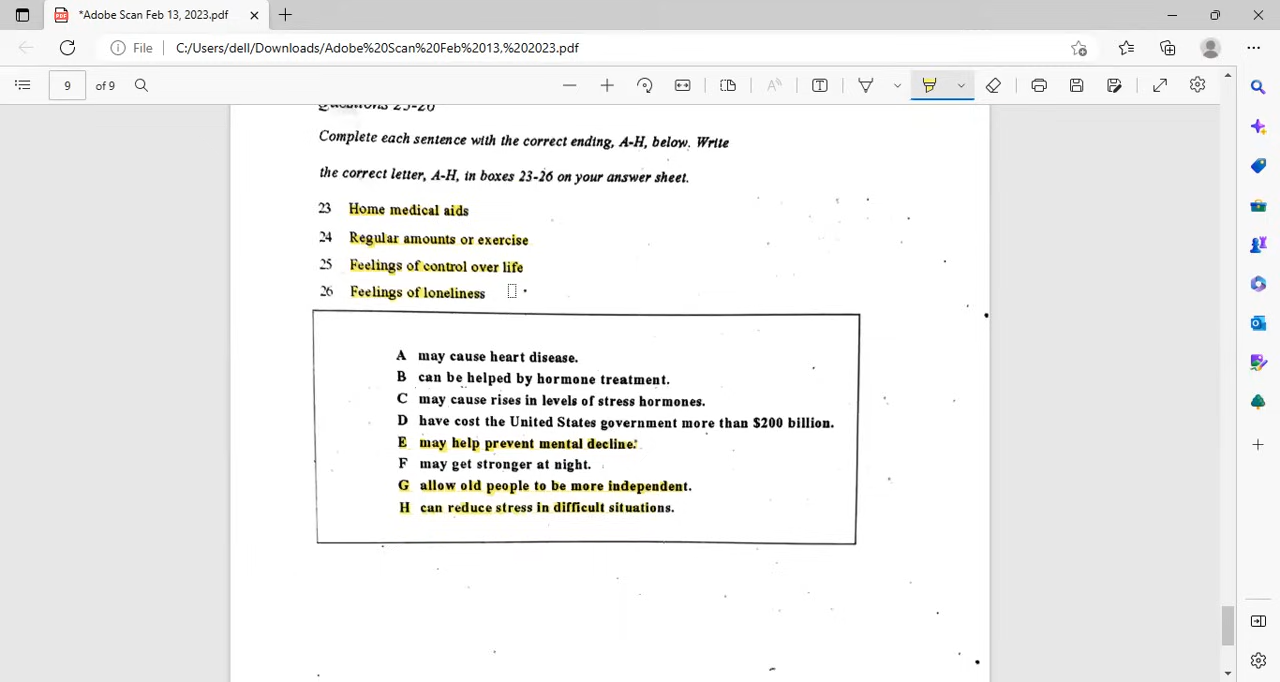 *Adobe Scan Feb 13, 2023.pdf
File C:/Users/dell/Downloads/Adobe%20Scan%20Feb%2013,%202023.pdf
9 of 9
Questions 23-26
Complete each sentence with the correct ending, A-H, below. Write
the correct letter, A-H, in boxes 23-26 on your answer sheet.
23 Home medical aids
24 Regular amounts or exercise
25 Feelings of control over life
26 Feelings of loneliness
A may cause heart disease.
B can be helped by hormone treatment.
C may cause rises in levels of stress hormones.
D have cost the United States government more than $200 billion.
E may help prevent mental decline.
F may get stronger at night.
G allow old people to be more independent.
H can reduce stress in difficult situations.